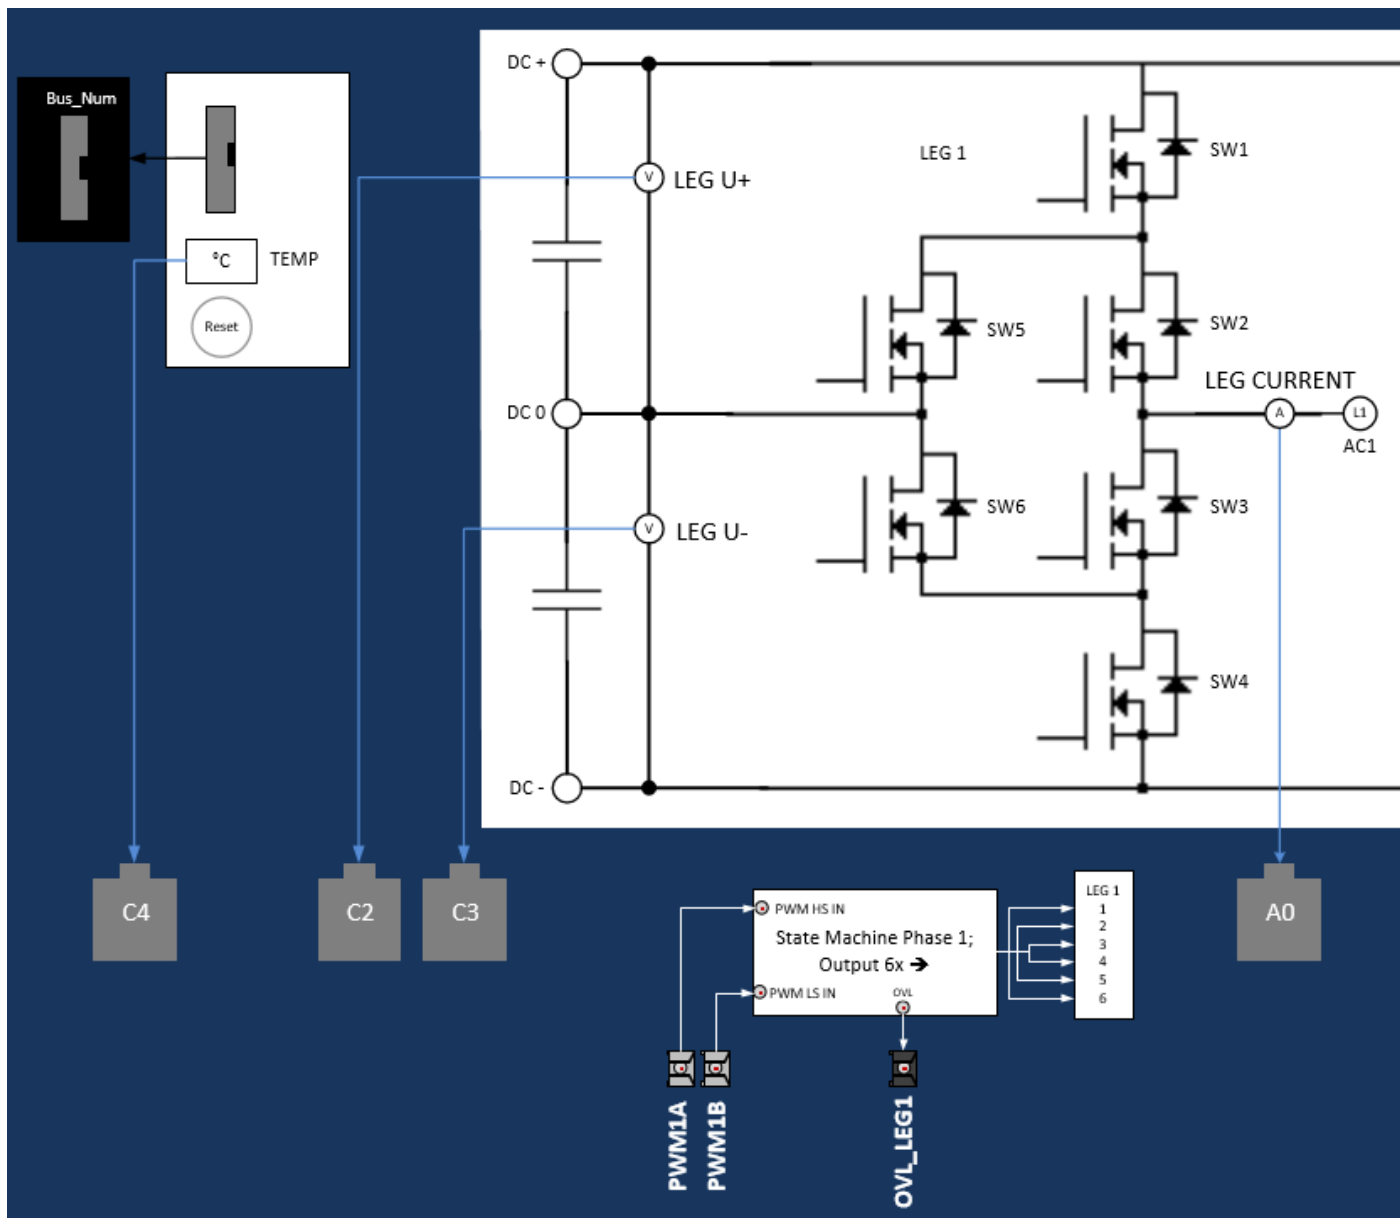 DC +
Bus_Num
LEG 1
SW1
LEG U+
V
°C
TEMP
Reset
SW5
SW2
LEG CURRENT
DC 0
A
L1
AC1
SW6
SW3
V
LEG U-
SW4
DC -
C4
C2
C3
A0
PWM HS IN
State Machine Phase 1;
Output 6x ➔
PWM LS IN
OVL
LEG 1
1
2
3
4
5
6
PWM1A
PWM1B
OVL_LEG1